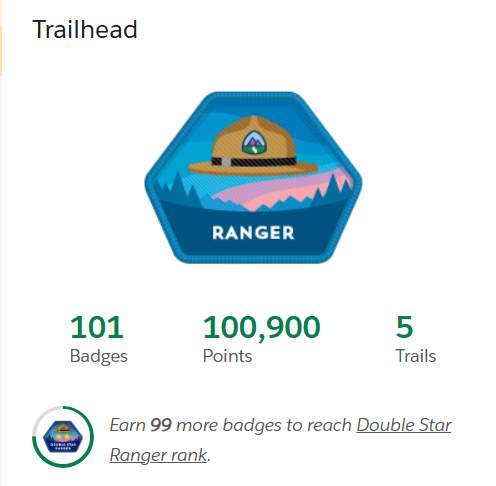 Trailhead
RANGER
101 100,900 5
Badges Points Trails
DOUBLE STAR
RANGER
Earn 99 more badges to reach Double Star
Ranger rank.